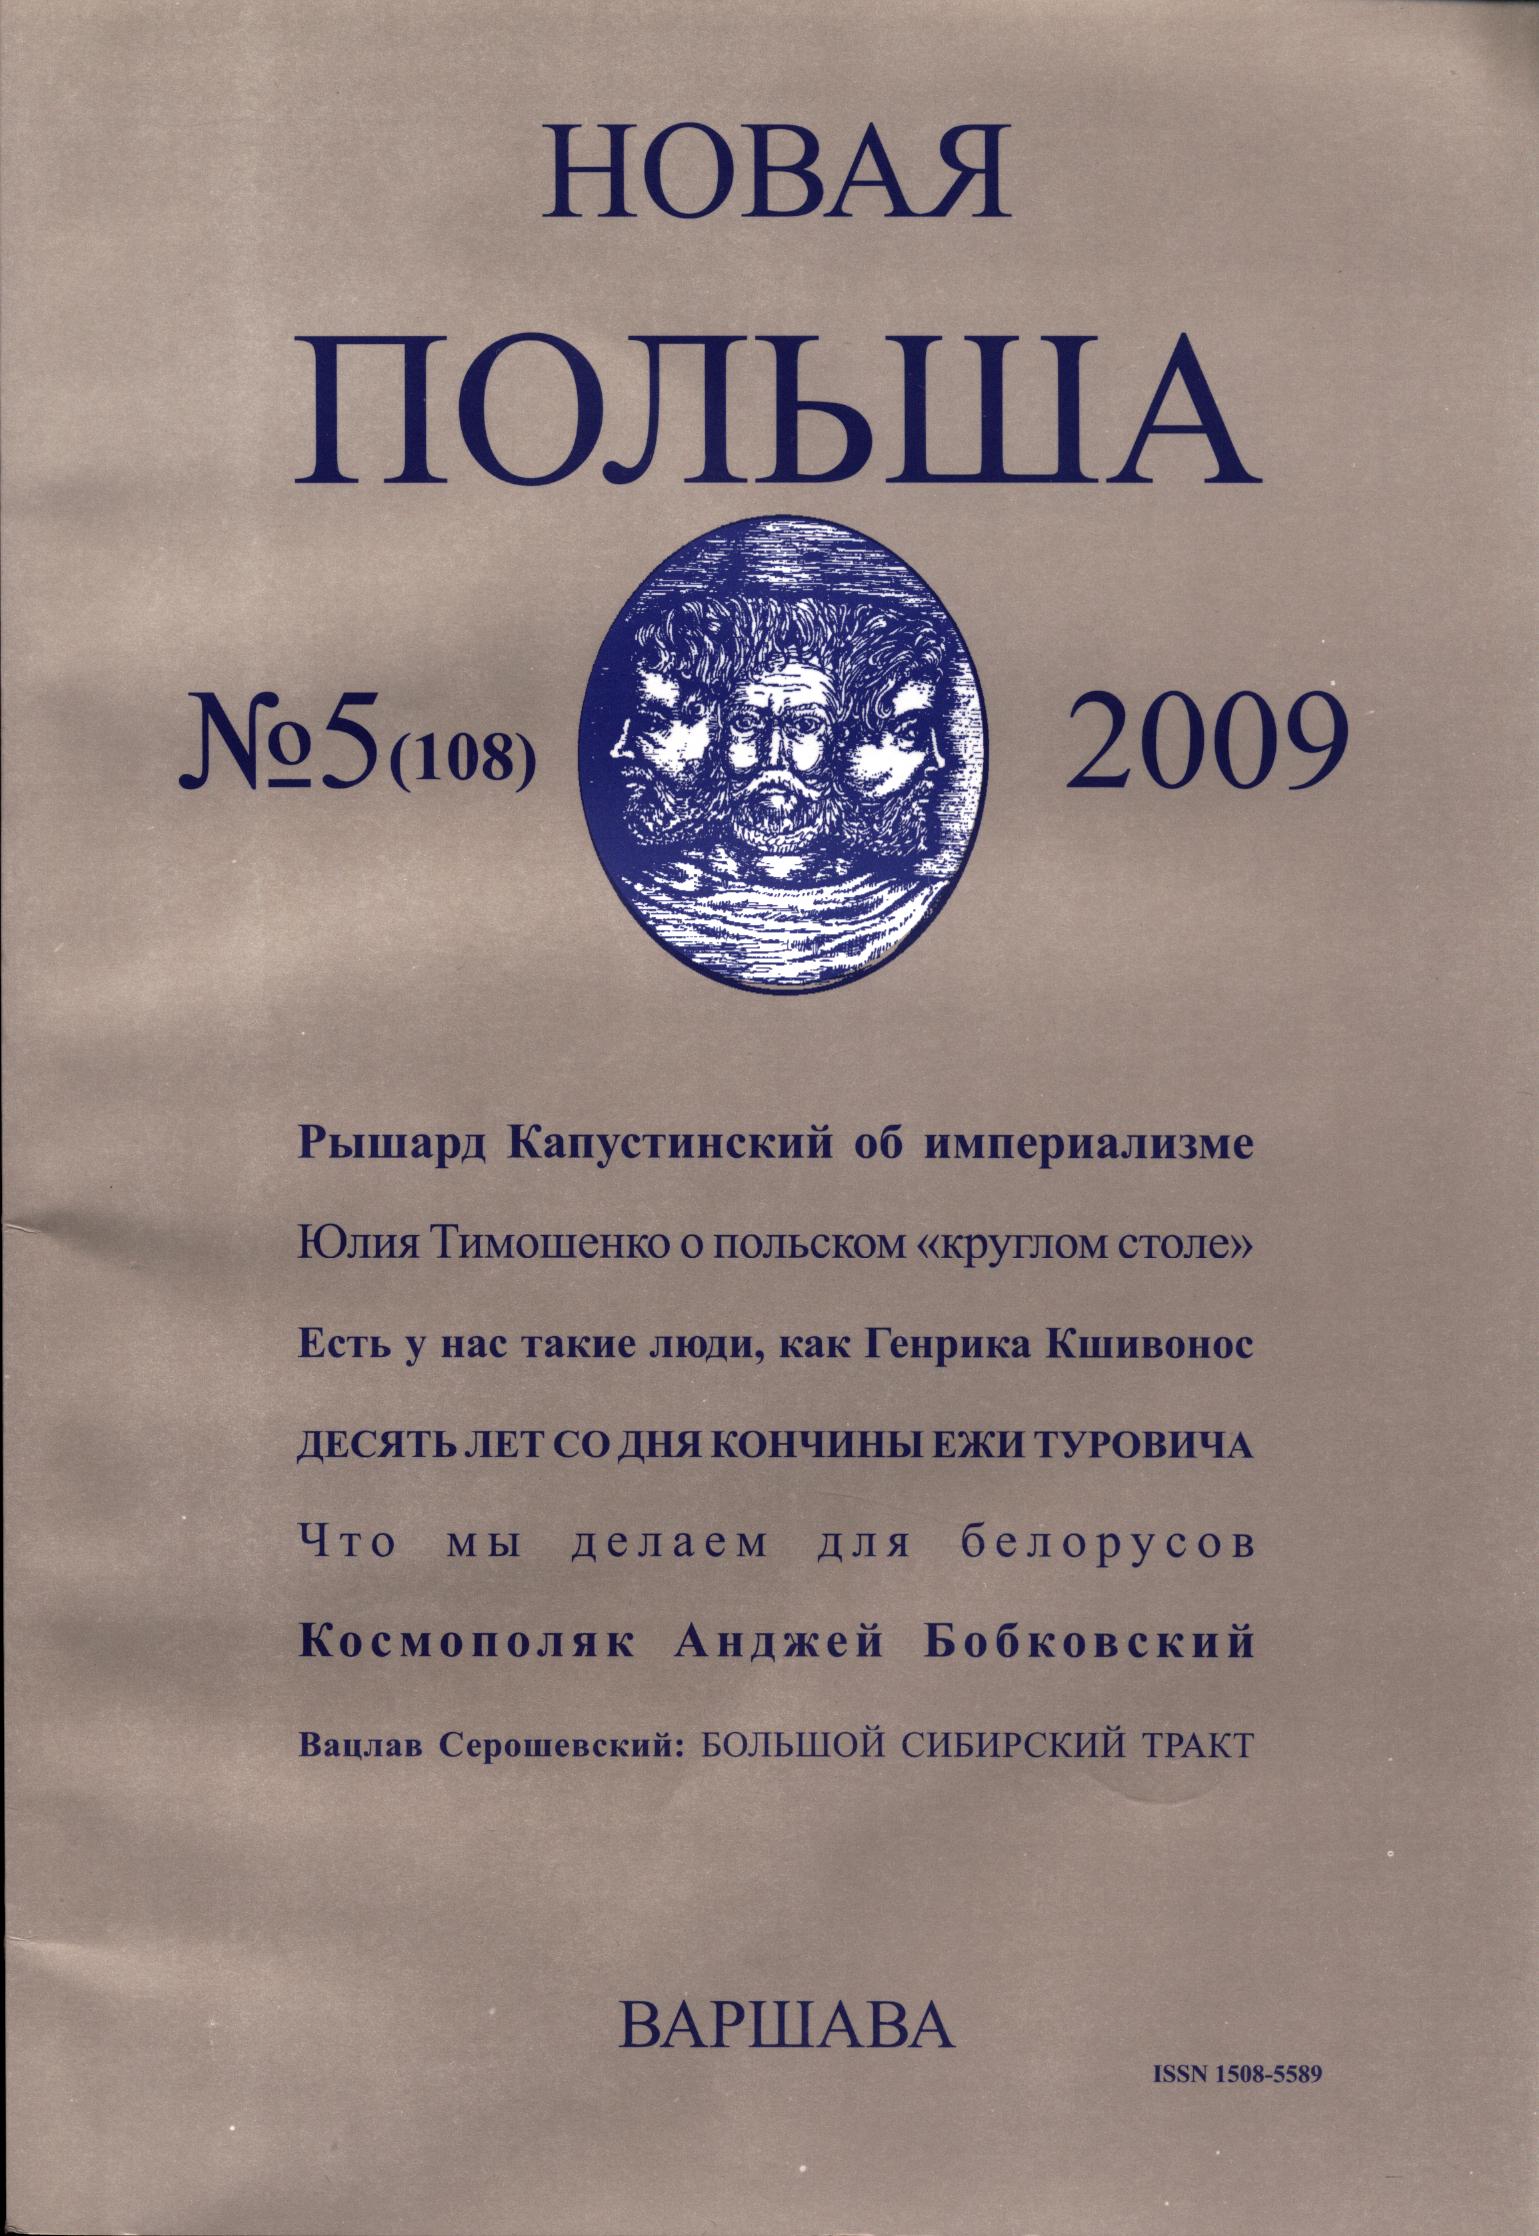 НОВАЯ
ПОЛЬША
№5(108)
2009
Рышард Капустинский об империализме
Юлия Тимошенко о польском «круглом столе»
Есть у нас такие люди, как Генрика Кшивонос
ДЕСЯТЬ ЛЕТ СО ДНЯ КОНЧИНЫ ЕЖИ ТУРОВИЧА
Что мы делаем для белорусов
Космополяк Анджей Бобковский
Вацлав Серошевский: БОЛЬШОЙ СИБИРСКИЙ ТРАКТ
ВАРШАВА
ISSN 1508-5589